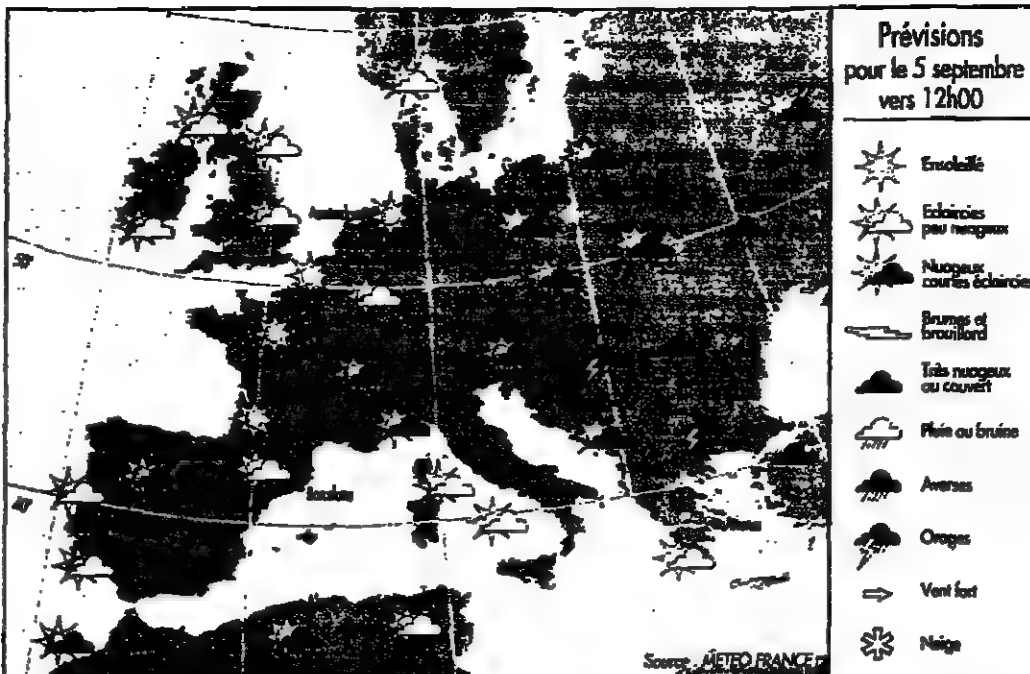 Prévisions
pour le 5 septembre
vers 12h00
Ensoleillé
Eclaircies
peu nuageux
Nuageux
courtes éclaircies
Brumes et
brouillard
Très nuageux
ou couvert
Pluie ou bruine
Averses
Orages
Vent fort
Neige
50°
40°
Source METEO FRANCE